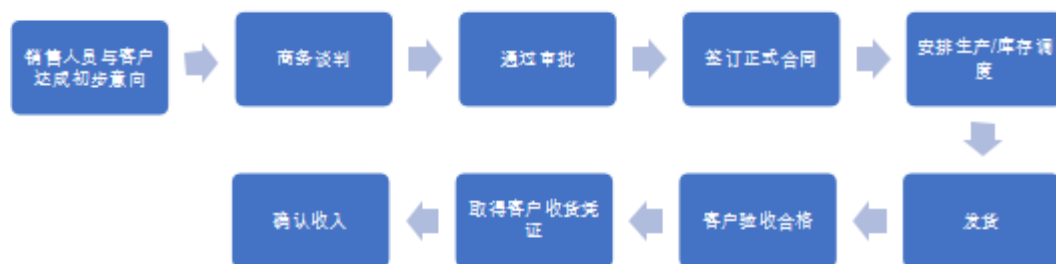 销售人员与客户
达成初步意向
商务谈判
通过审批
签订正式合同
安排生产/库存调
度
发货
客户验收合格
取得客户收货凭
证
确认收入